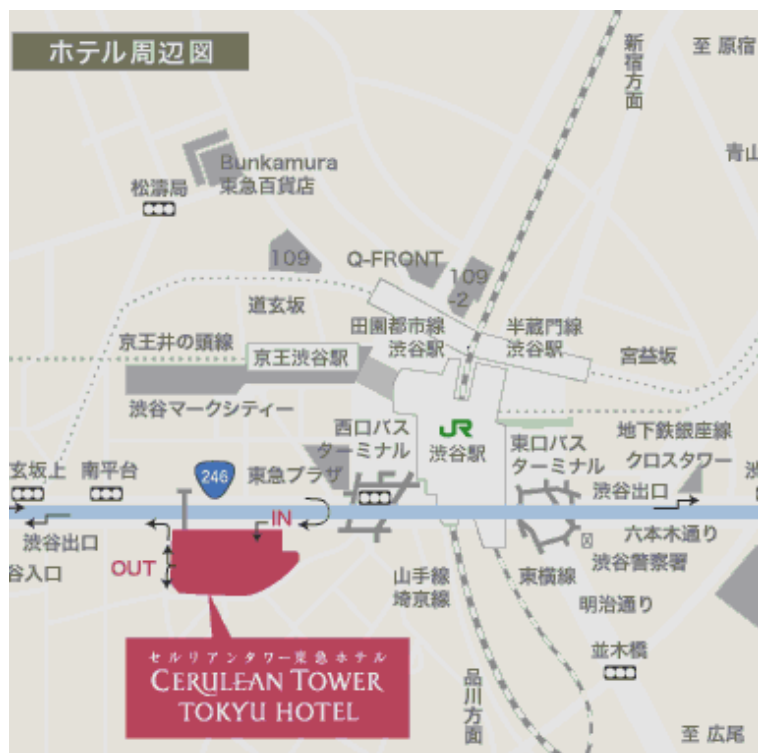 ホテル周辺図
新宿方面
至 原宿
青山
Bunkamura
東急百貨店
松濤局
109
Q-FRONT
109
-2
道玄坂
田園都市線
渋谷駅
半蔵門線
渋谷駅
京王井の頭線
京王渋谷駅
宮益坂
渋谷マークシティー
JR
渋谷駅
西口バス
ターミナル
東口バス
ターミナル
地下鉄銀座線
クロスタワー
玄坂上
南平台
246
東急プラザ
渋谷出口
渋
IN
渋谷出口
谷入口
OUT
六本木通り
渋谷警察署
山手線
埼京線
東横線
明治通り
並木橋
品川方面
至 広尾
セルリアンタワー東急ホテル
CERULEAN TOWER
TOKYU HOTEL